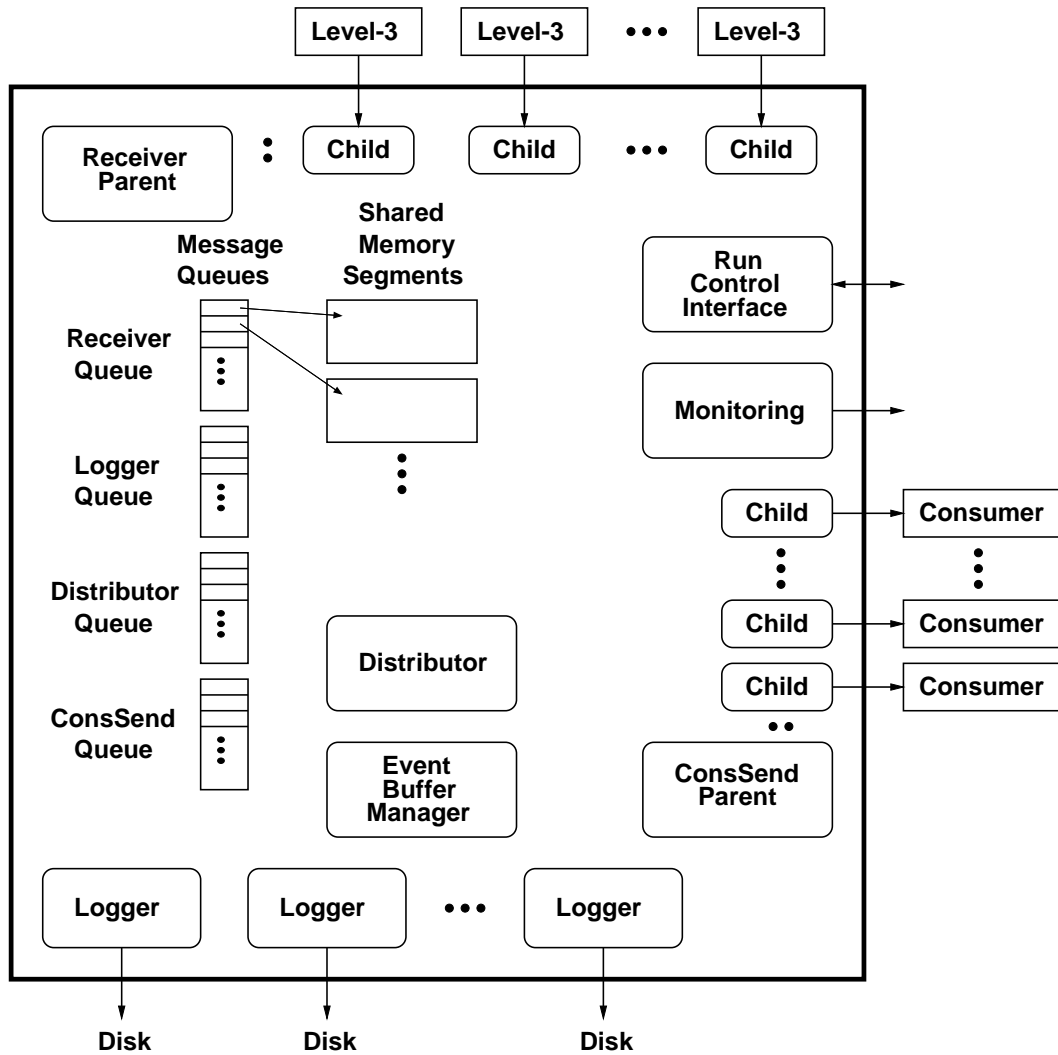 Level-3
Level-3
Level-3
Receiver
Parent
Child
Child
Child
Message
Queues
Shared
Memory
Segments
Run
Control
Interface
Receiver
Queue
Monitoring
Logger
Queue
Child
Consumer
Distributor
Queue
Child
Consumer
Distributor
Child
Consumer
ConsSend
Queue
Event
Buffer
Manager
ConsSend
Parent
Logger
Logger
Logger
Disk
Disk
Disk